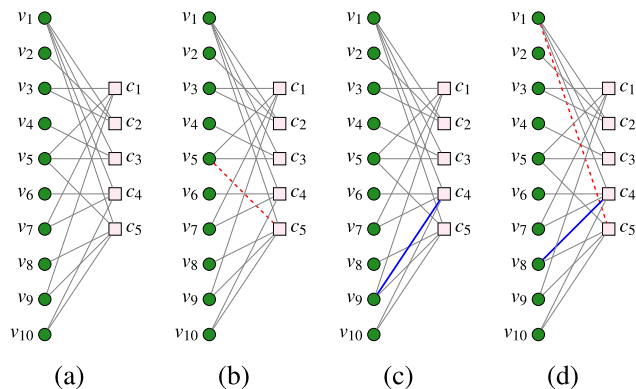 v1 v1 v1 v1
v2 v2 v2 v2
v3 c1 v3 c1 v3 c1 v3 c1
v4 c2 v4 c2 v4 c2 v4 c2
v5 c3 v5 c3 v5 c3 v5 c3
v6 c4 v6 c4 v6 c4 v6 c4
v7 c5 v7 c5 v7 c5 v7 c5
v8 v8 v8 v8
v9 v9 v9 v9
v10 v10 v10 v10
(a) (b) (c) (d)